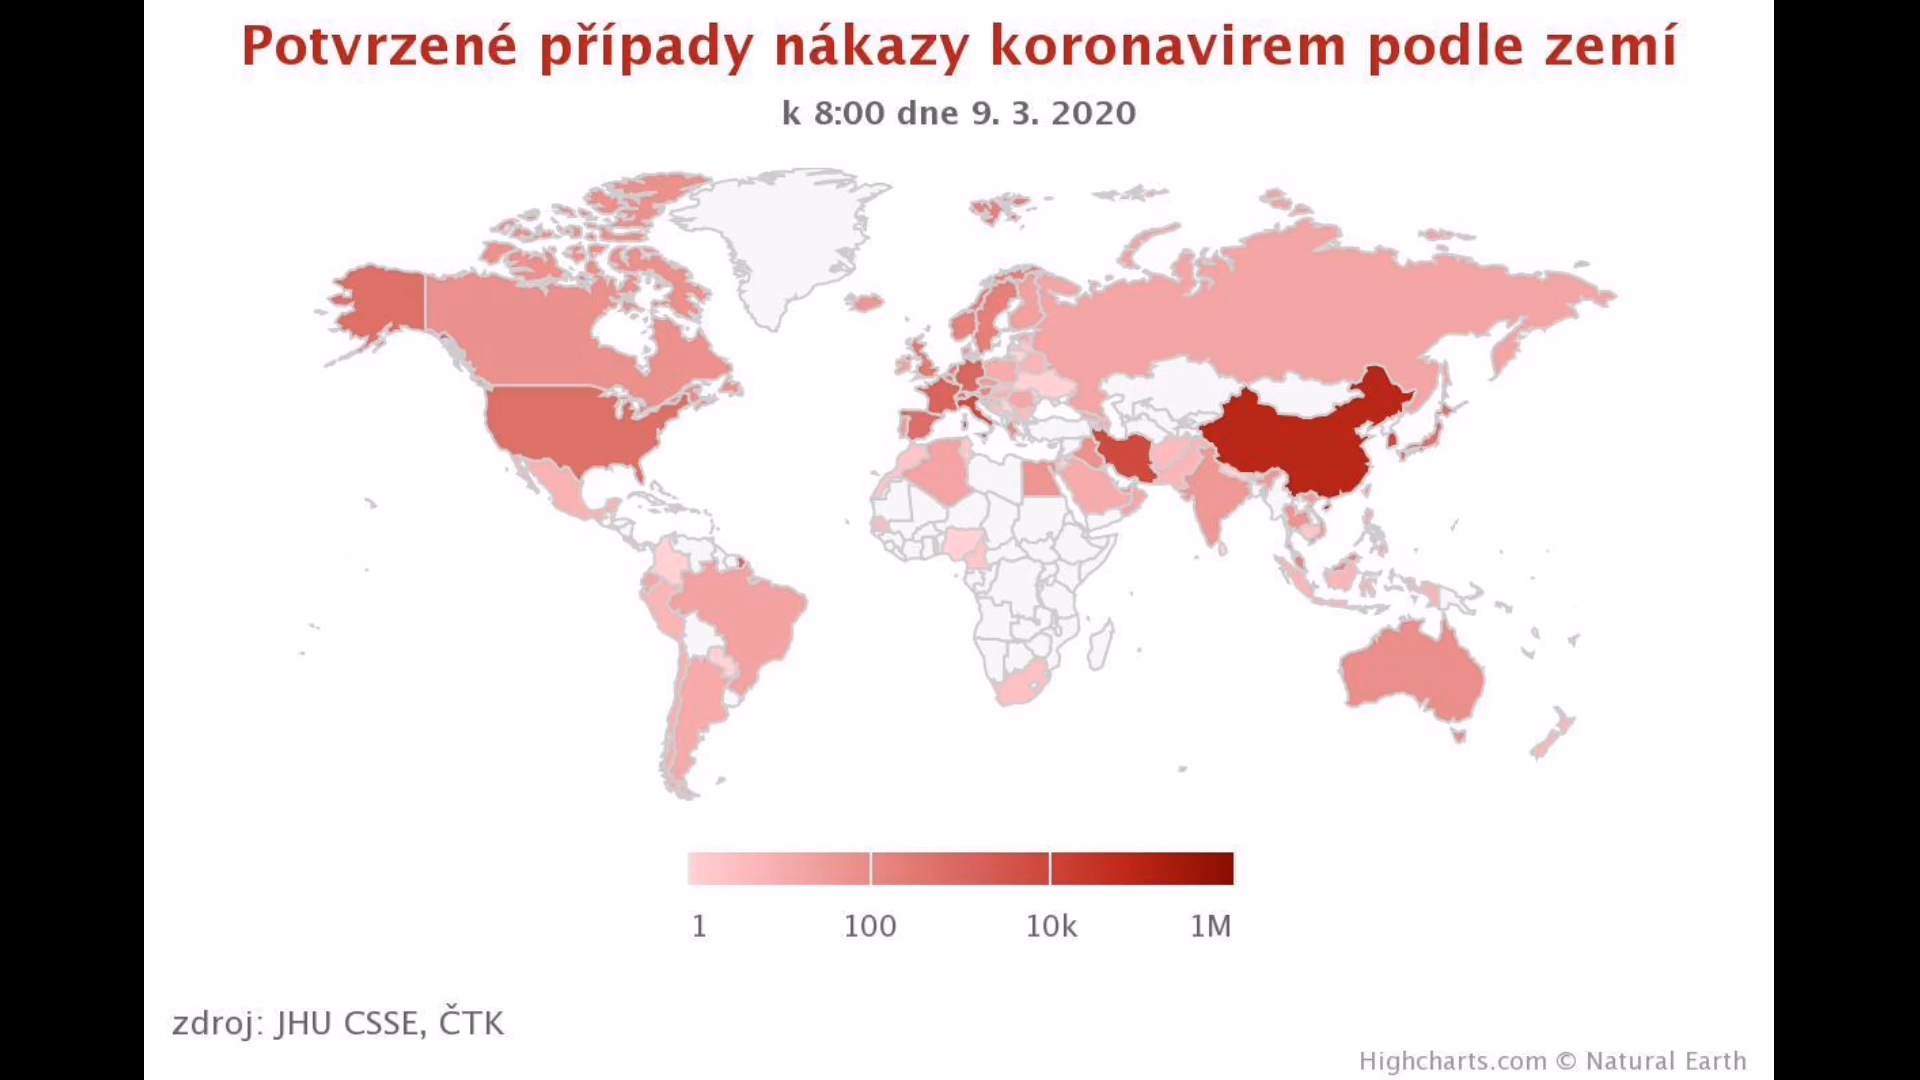 Potvrzené případy nákazy koronavirem podle zemí
k 8:00 dne 9. 3. 2020
1 100 10k 1M
zdroj: JHU CSSE, ČTK
Highcharts.com © Natural Earth